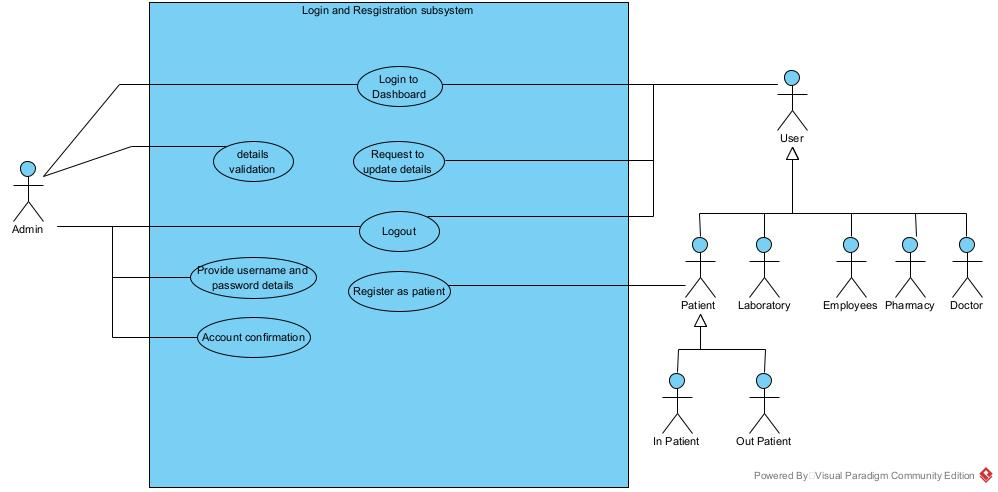 Login and Resgistration subsystem
Login to
Dashboard
User
details
validation
Request to
update details
Admin
Logout
Provide username and
password details
Register as patient
Patient
Laboratory
Employees
Pharmacy
Doctor
Account confirmation
In Patient
Out Patient
Powered By Visual Paradigm Community Edition